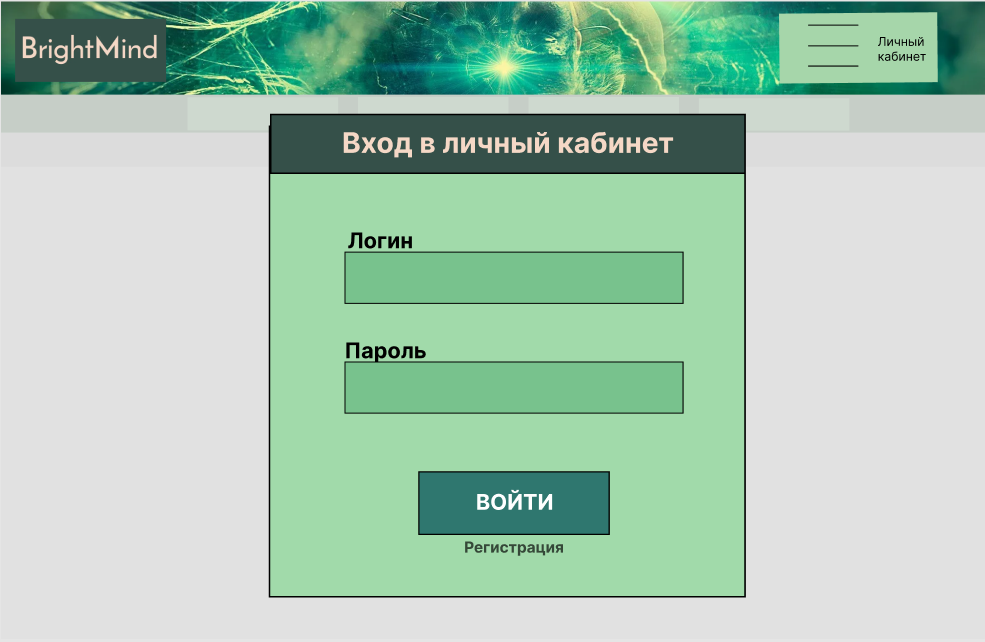 BrightMind
Личный
кабинет
Вход в личный кабинет
Логин
Пароль
ВОЙТИ
Регистрация